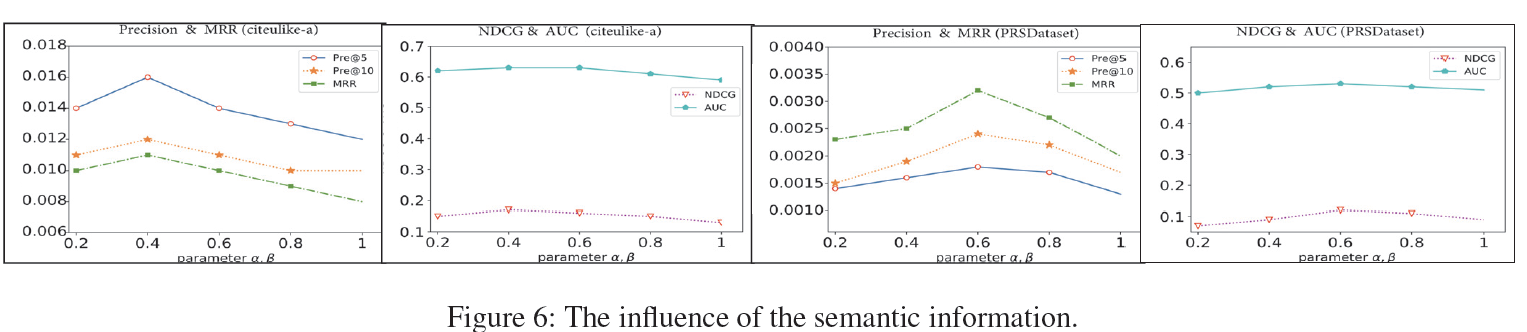 Precision & MRR (citeulike-a)
0.018
0.016
0.014
0.012
0.010
0.008
0.006
0.2 0.4 0.6 0.8 1
parameter α, β
Pre@5
Pre@10
MRR
NDCG & AUC (citeulike-a)
0.7
0.6
0.5
0.4
0.3
0.2
0.1
0.2 0.4 0.6 0.8 1
parameter α, β
NDCG
AUC
Precision & MRR (PRSDataset)
0.0040
0.0035
0.0030
0.0025
0.0020
0.0015
0.0010
0.2 0.4 0.6 0.8 1
parameter α, β
Pre@5
Pre@10
MRR
NDCG & AUC (PRSDataset)
0.6
0.5
0.4
0.3
0.2
0.1
0.2 0.4 0.6 0.8 1
parameter α, β
NDCG
AUC
Figure 6: The influence of the semantic information.